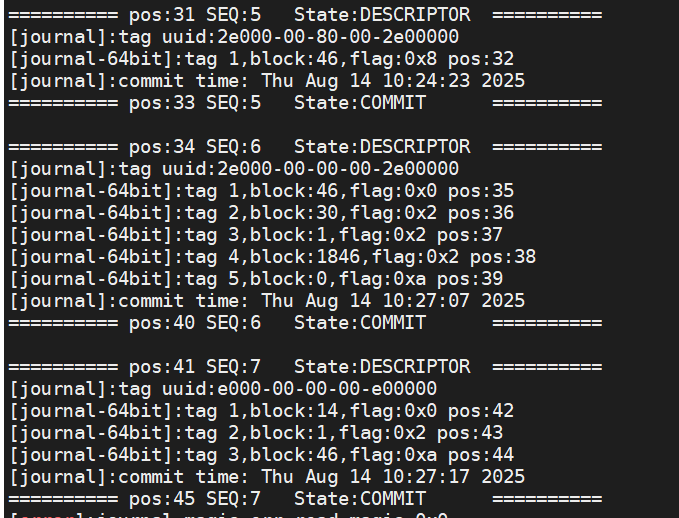 ========== pos:31 SEQ:5   State:DESCRIPTOR  ==========
[journal]:tag uuid:2e000-00-80-00-2e00000
[journal-64bit]:tag 1,block:46,flag:0x8 pos:32
[journal]:commit time: Thu Aug 14 10:24:23 2025
========== pos:33 SEQ:5   State:COMMIT      ==========
========== pos:34 SEQ:6   State:DESCRIPTOR  ==========
[journal]:tag uuid:2e000-00-00-00-2e00000
[journal-64bit]:tag 1,block:46,flag:0x0 pos:35
[journal-64bit]:tag 2,block:30,flag:0x2 pos:36
[journal-64bit]:tag 3,block:1,flag:0x2 pos:37
[journal-64bit]:tag 4,block:1846,flag:0x2 pos:38
[journal-64bit]:tag 5,block:0,flag:0xa pos:39
[journal]:commit time: Thu Aug 14 10:27:07 2025
========== pos:40 SEQ:6   State:COMMIT      ==========
========== pos:41 SEQ:7   State:DESCRIPTOR  ==========
[journal]:tag uuid:e000-00-00-00-e00000
[journal-64bit]:tag 1,block:14,flag:0x0 pos:42
[journal-64bit]:tag 2,block:1,flag:0x2 pos:43
[journal-64bit]:tag 3,block:46,flag:0xa pos:44
[journal]:commit time: Thu Aug 14 10:27:17 2025
========== pos:45 SEQ:7   State:COMMIT      ==========